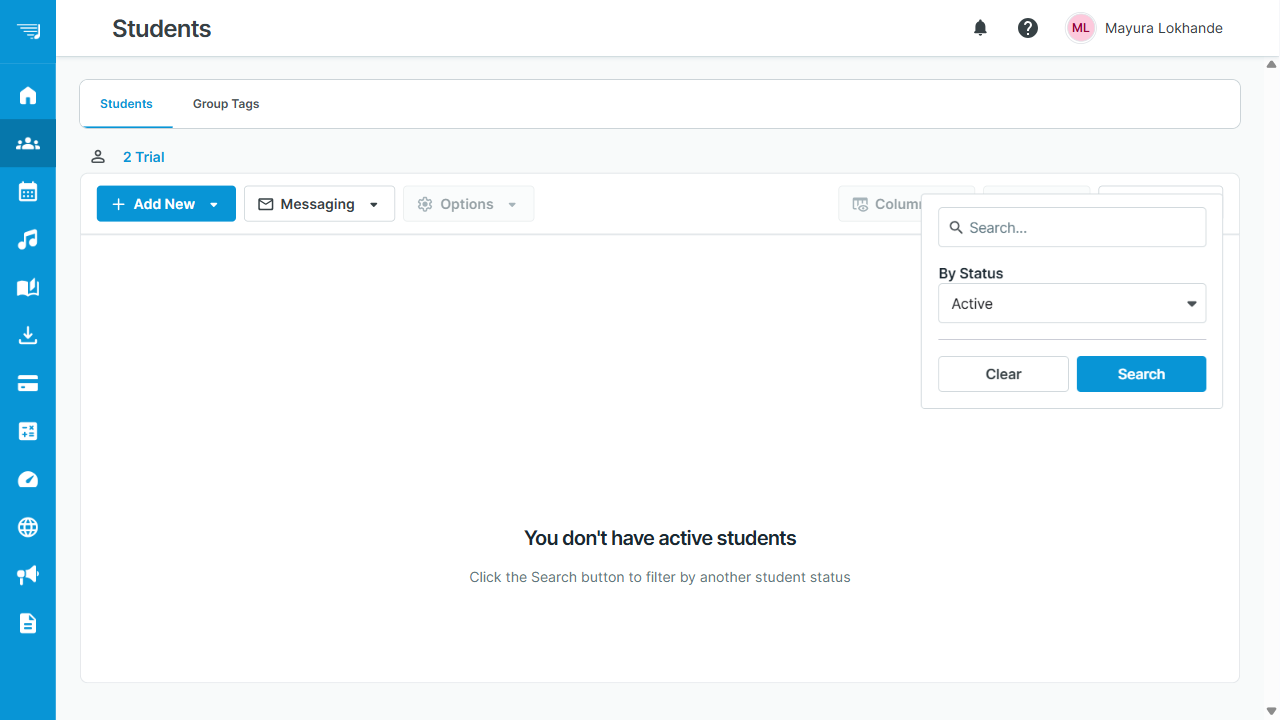 Students
ML
Mayura Lokhande
Students
Group Tags
2 Trial
Add New
Messaging
Options
Search...
By Status
Active
Clear
Search
You don't have active students
Click the Search button to filter by another student status